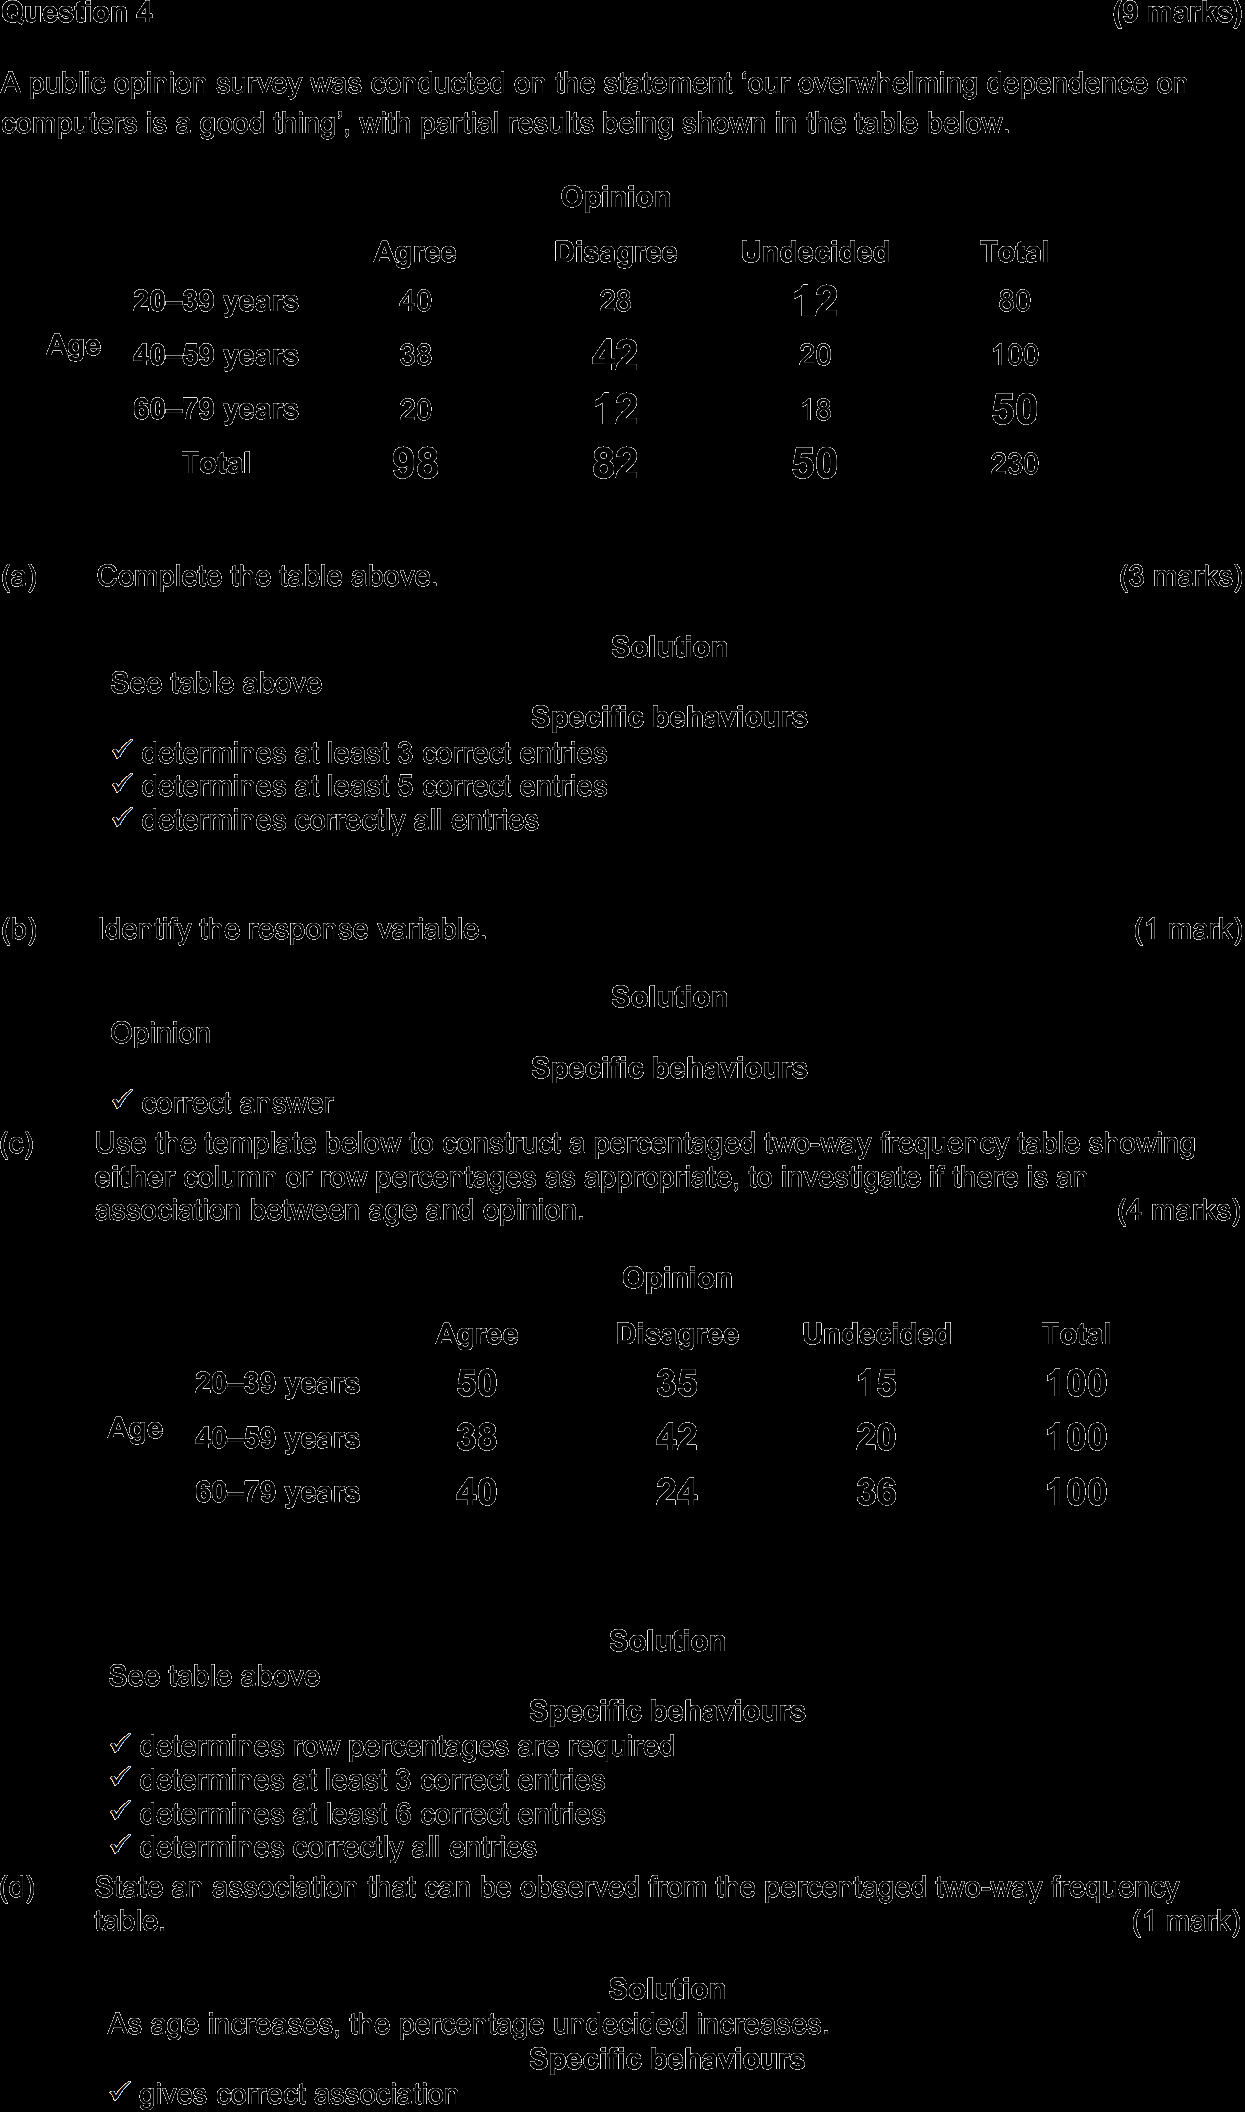 Question 4 (9 marks)
A public opinion survey was conducted on the statement ‘our overwhelming dependence on
computers is a good thing’, with partial results being shown in the table below.
Opinion
Agree Disagree Undecided Total
20–39 years 40 28 12 80
Age 40–59 years 38 42 20 100
60–79 years 20 12 18 50
Total 98 82 50 230
(a) Complete the table above. (3 marks)
Solution
See table above
Specific behaviours
✓ determines at least 3 correct entries
✓ determines at least 5 correct entries
✓ determines correctly all entries
(b) Identify the response variable. (1 mark)
Solution
Opinion
Specific behaviours
✓ correct answer
(c) Use the template below to construct a percentaged two-way frequency table showing
either column or row percentages as appropriate, to investigate if there is an
association between age and opinion. (4 marks)
Opinion
Agree Disagree Undecided Total
20–39 years 50 35 15 100
Age 40–59 years 38 42 20 100
60–79 years 40 24 36 100
Solution
See table above
Specific behaviours
✓ determines row percentages are required
✓ determines at least 3 correct entries
✓ determines at least 6 correct entries
✓ determines correctly all entries
(d) State an association that can be observed from the percentaged two-way frequency
table. (1 mark)
Solution
As age increases, the percentage undecided increases.
Specific behaviours
✓ gives correct association